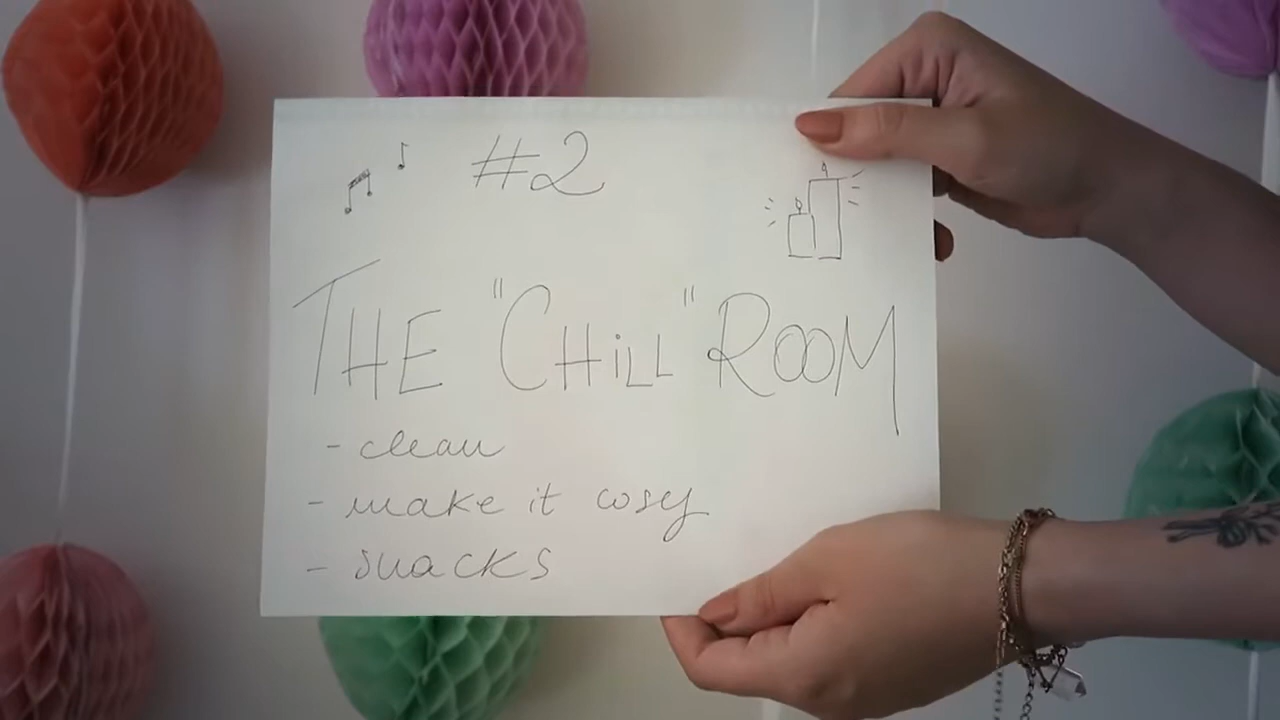 #2
THE "CHiLL" ROOM
- clean
- make it cosy
- snacks